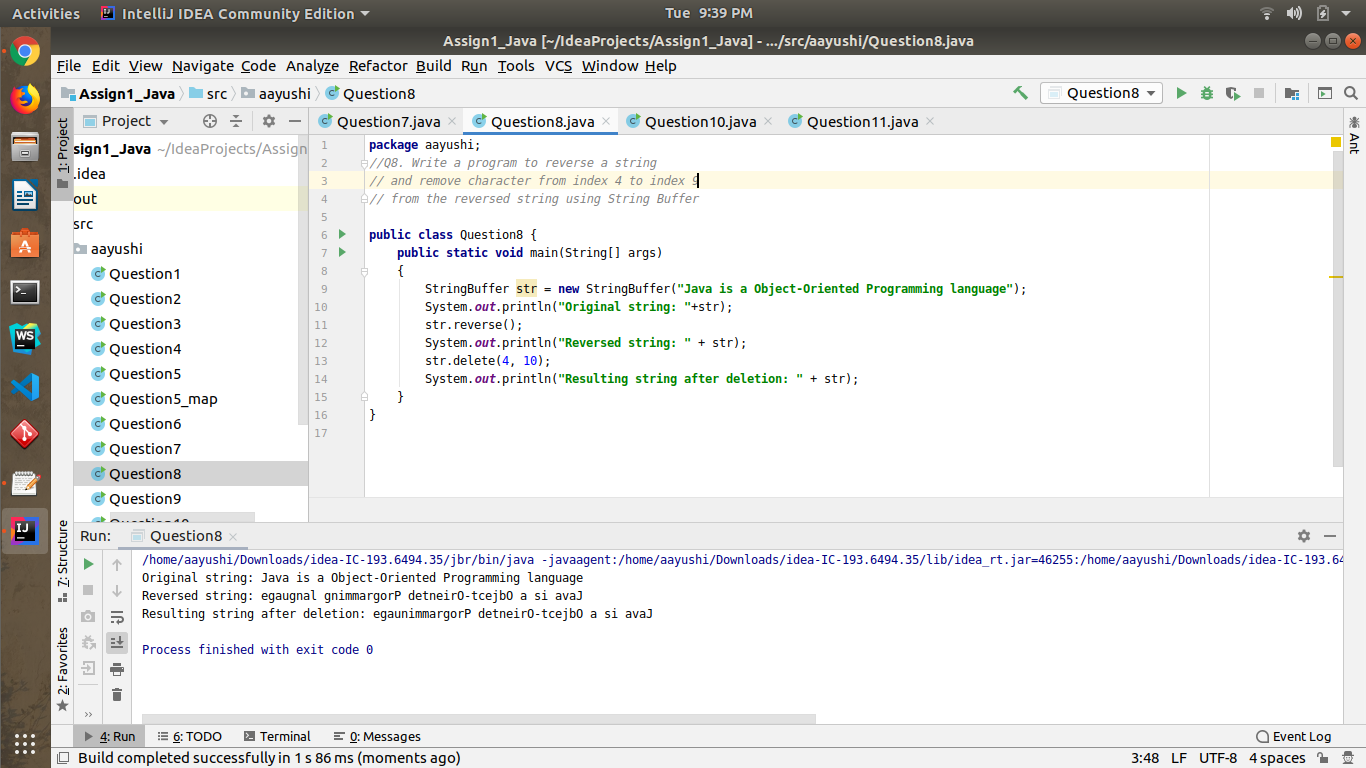 Activities
IntelliJ IDEA Community Edition
Tue 9:39 PM
Assign1_Java [~/IdeaProjects/Assign1_Java] - .../src/aayushi/Question8.java
File Edit View Navigate Code Analyze Refactor Build Run Tools VCS Window Help
Assign1_Java src aayushi Question8
Question8
1: Project
Project
Question7.java
Question8.java
Question10.java
Question11.java
Ant
sign1_Java ~/IdeaProjects/Assign
.idea
out
src
aayushi
Question1
Question2
Question3
Question4
Question5
Question5_map
Question6
Question7
Question8
Question9
Question10
1 package aayushi;
2 //Q8. Write a program to reverse a string
3 // and remove character from index 4 to index 9
4 // from the reversed string using String Buffer
5
6 public class Question8 {
7 public static void main(String[] args)
8 {
9 StringBuffer str = new StringBuffer("Java is a Object-Oriented Programming language");
10 System.out.println("Original string: "+str);
11 str.reverse();
12 System.out.println("Reversed string: " + str);
13 str.delete(4, 10);
14 System.out.println("Resulting string after deletion: " + str);
15 }
16 }
17
7: Structure
2: Favorites
Run: Question8
/home/aayushi/Downloads/idea-IC-193.6494.35/jbr/bin/java -javaagent:/home/aayushi/Downloads/idea-IC-193.6494.35/lib/idea_rt.jar=46255:/home/aayushi/Downloads/idea-IC-193.64
Original string: Java is a Object-Oriented Programming language
Reversed string: egaugnal gnimmargorP detneirO-tcejbO a si avaJ
Resulting string after deletion: egaunimmargorP detneirO-tcejbO a si avaJ
Process finished with exit code 0
4: Run
6: TODO
Terminal
0: Messages
Event Log
Build completed successfully in 1 s 86 ms (moments ago)
3:48 LF UTF-8 4 spaces